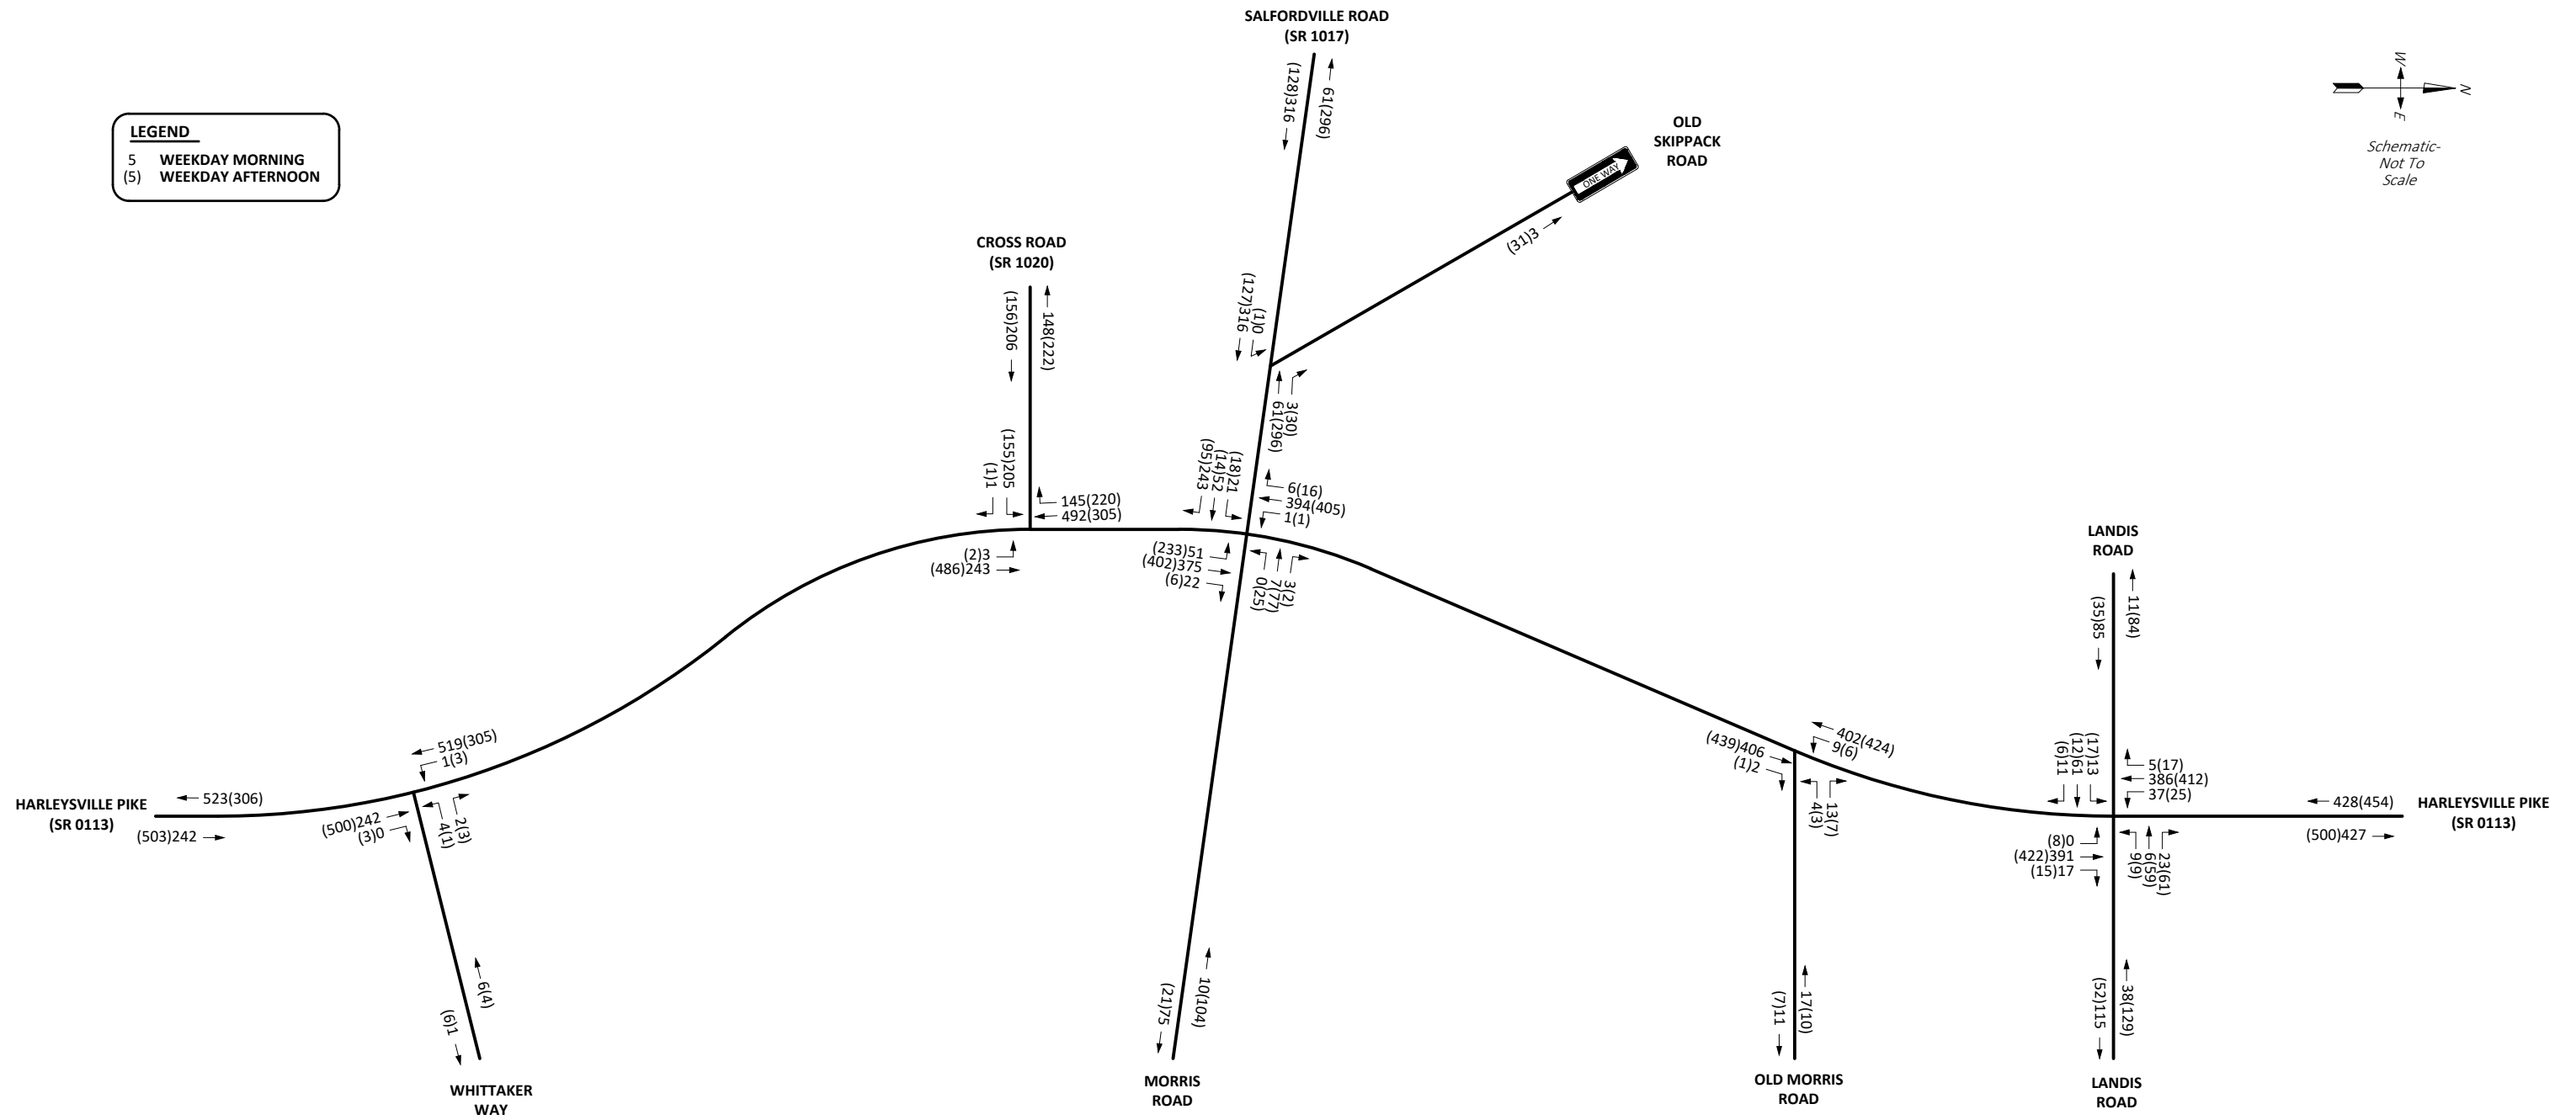 SALFORDVILLE ROAD
(SR 1017)
(128)316
61(296)
W
N
E
Schematic-
Not To
Scale
LEGEND
5 WEEKDAY MORNING
(5) WEEKDAY AFTERNOON
OLD
SKIPPACK
ROAD
ONE WAY
(31)3
CROSS ROAD
(SR 1020)
(156)206
148(222)
(127)316
(1)0
61(296)
3(30)
(1)1
(155)205
145(220)
492(305)
(2)3
(486)243
(95)243
(14)52
(18)21
6(16)
394(405)
1(1)
(233)51
(402)375
(6)22
0(25)
7(77)
3(2)
LANDIS
ROAD
(35)85
11(84)
519(305)
1(3)
HARLEYSVILLE PIKE
(SR 0113)
523(306)
(503)242
(500)242
(3)0
4(1)
2(3)
402(424)
9(6)
(439)406
(1)2
4(3)
13(7)
(6)11
(12)61
(17)13
5(17)
386(412)
37(25)
428(454)
(500)427
HARLEYSVILLE PIKE
(SR 0113)
(8)0
(422)391
(15)17
9(9)
6(59)
23(61)
(6)1
6(4)
WHITTAKER
WAY
(21)75
10(104)
MORRIS
ROAD
(7)11
17(10)
OLD MORRIS
ROAD
(52)115
38(129)
LANDIS
ROAD